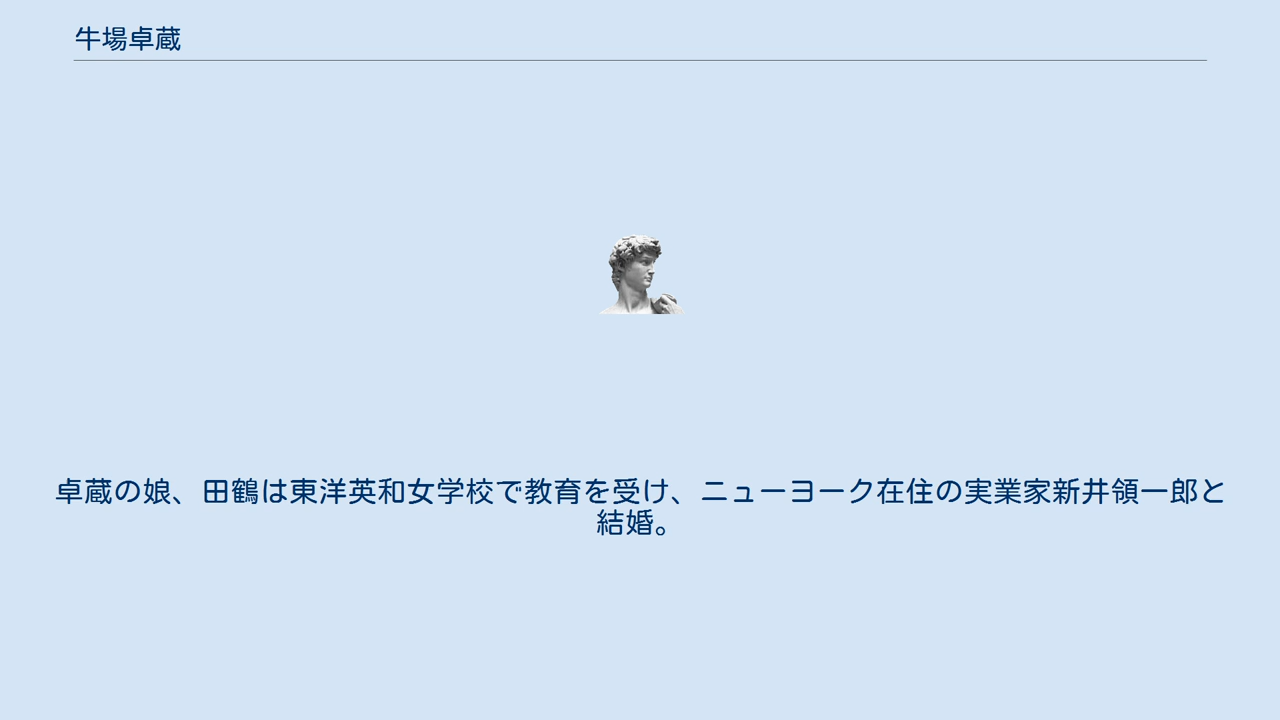 牛場卓蔵
卓蔵の娘、田鶴は東洋英和女学校で教育を受け、ニューヨーク在住の実業家新井領一郎と
結婚。